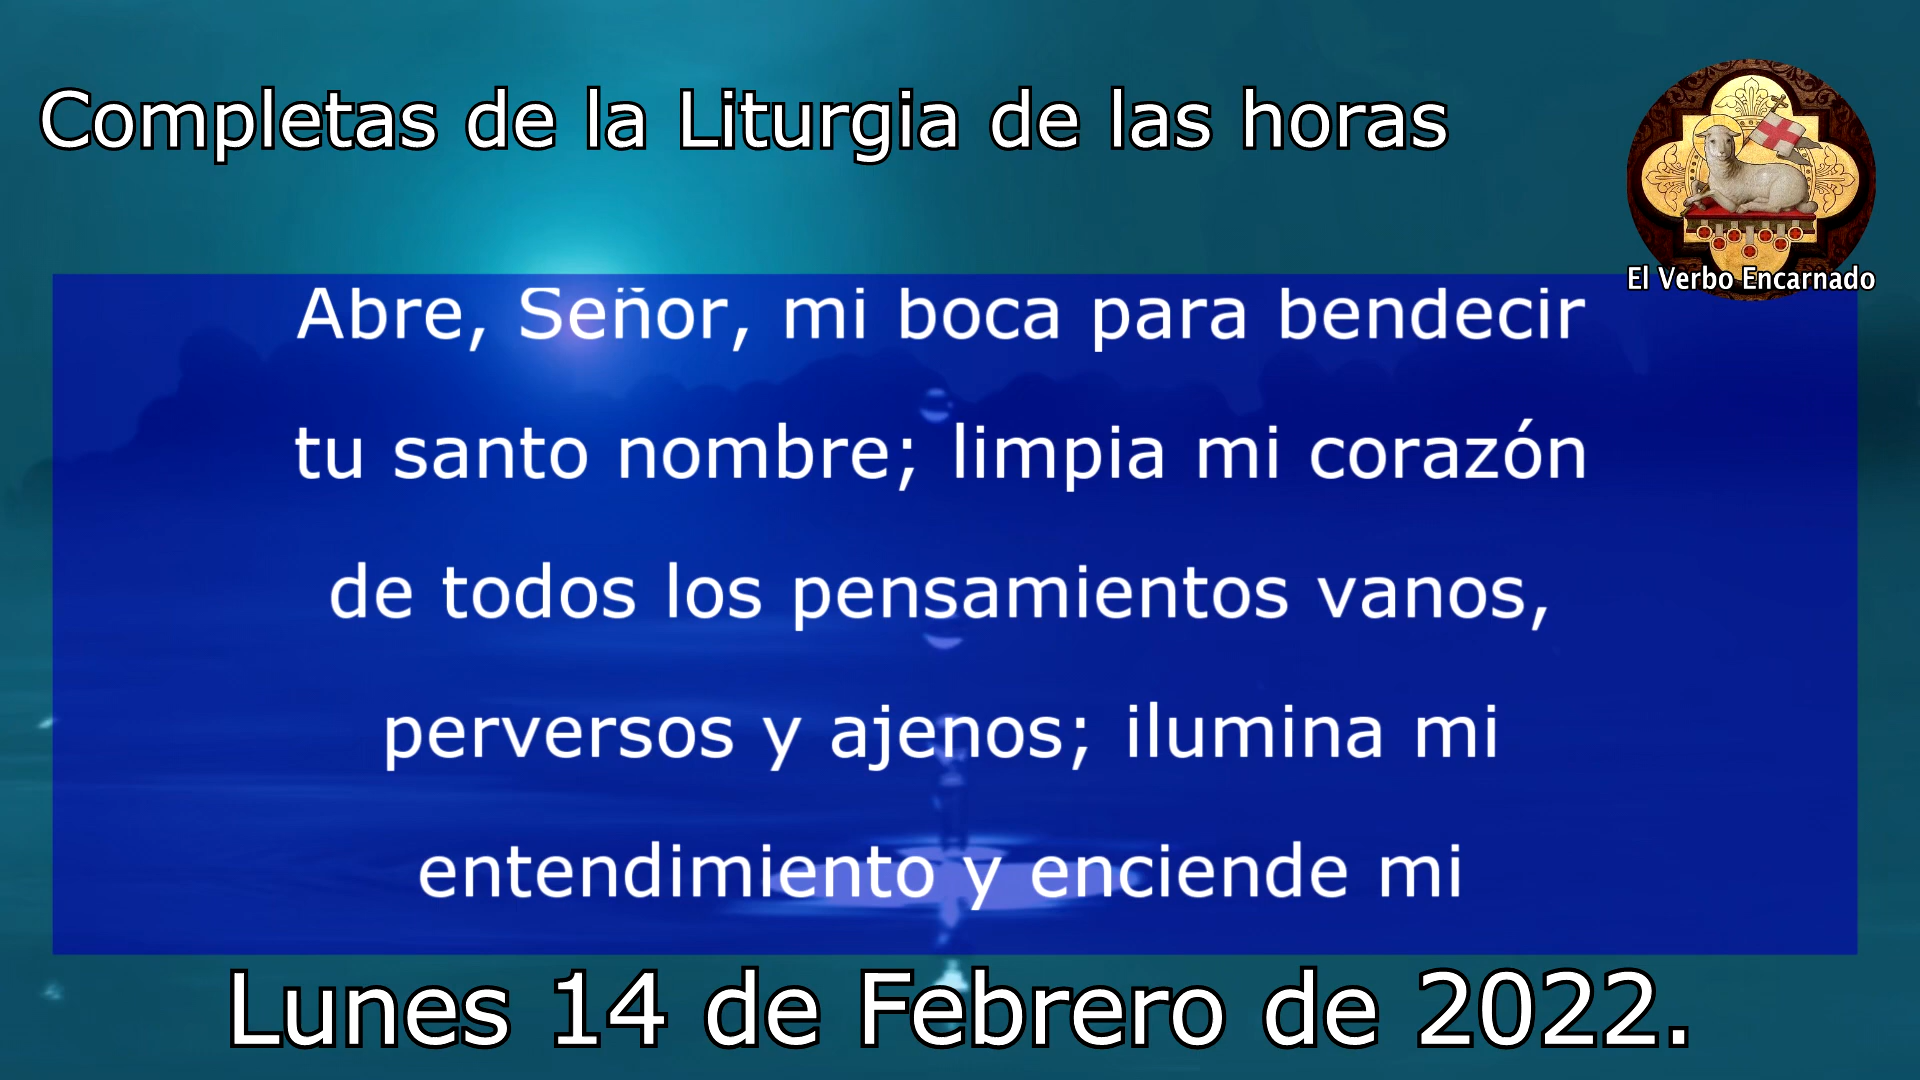 Completas de la Liturgia de las horas
El Verbo Encarnado
Abre, Señor, mi boca para bendecir
tu santo nombre; limpia mi corazón
de todos los pensamientos vanos,
perversos y ajenos; ilumina mi
entendimiento y enciende mi
Lunes 14 de Febrero de 2022.